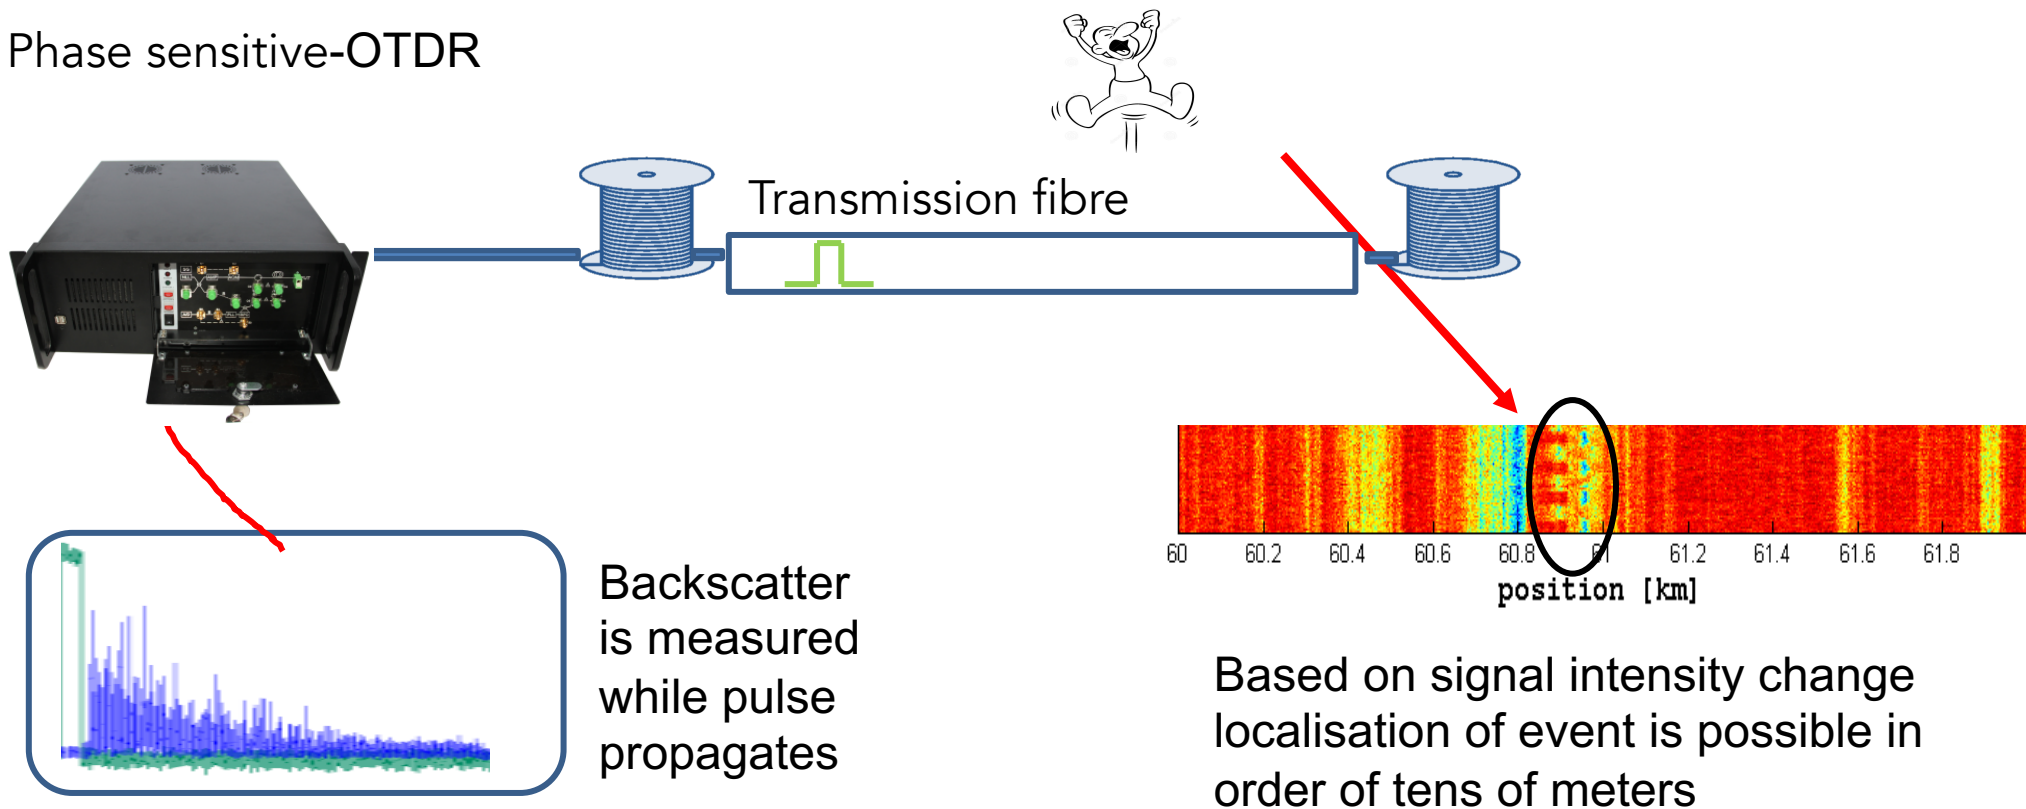 Phase sensitive-OTDR
Transmission fibre
60 60.2 60.4 60.6 60.8 61 61.2 61.4 61.6 61.8
position [km]
Backscatter
is measured
while pulse
propagates
Based on signal intensity change
localisation of event is possible in
order of tens of meters